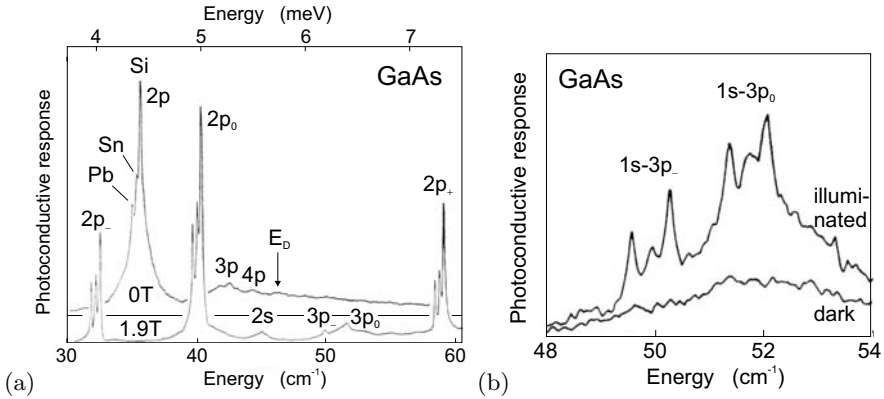 Energy (meV)
4 5 6 7
GaAs
Si
2p
Sn
Pb
2p₋
2p₀
2p₊
3p
4p
E_D
0T
1.9T
2s
3p₋
3p₀
Photoconductive response
30 40 50 60
Energy (cm⁻¹)
(a)
GaAs
1s-3p₀
1s-3p₋
illumi-
nated
dark
Photoconductive response
48 50 52 54
Energy (cm⁻¹)
(b)